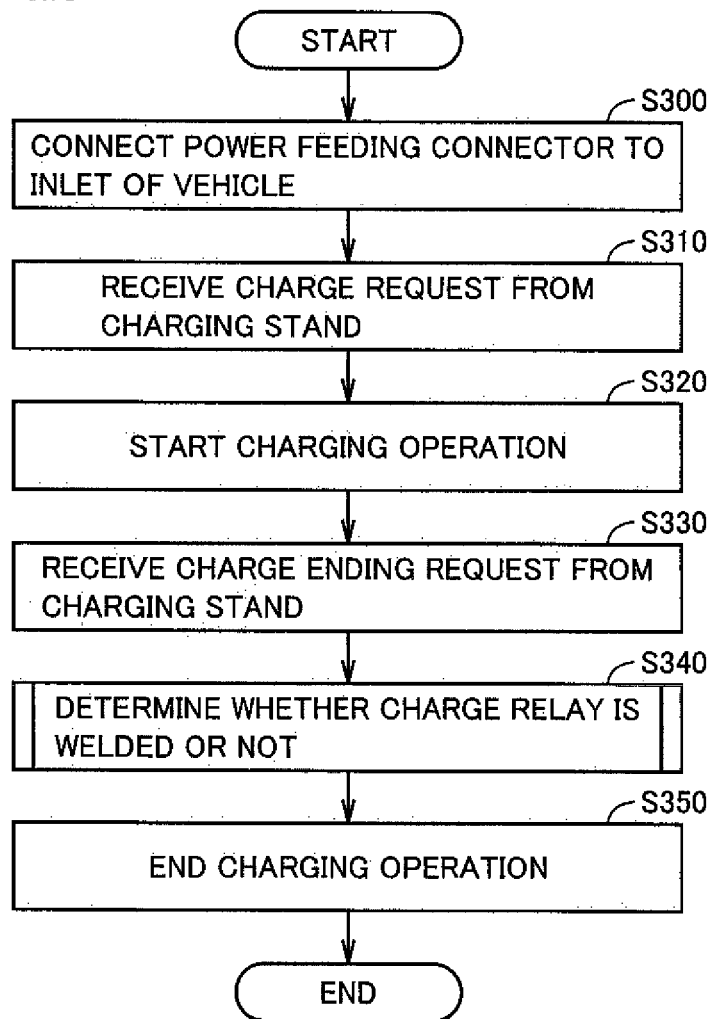 START
S300
CONNECT POWER FEEDING CONNECTOR TO
INLET OF VEHICLE
S310
RECEIVE CHARGE REQUEST FROM
CHARGING STAND
S320
START CHARGING OPERATION
S330
RECEIVE CHARGE ENDING REQUEST FROM
CHARGING STAND
S340
DETERMINE WHETHER CHARGE RELAY IS
WELDED OR NOT
S350
END CHARGING OPERATION
END